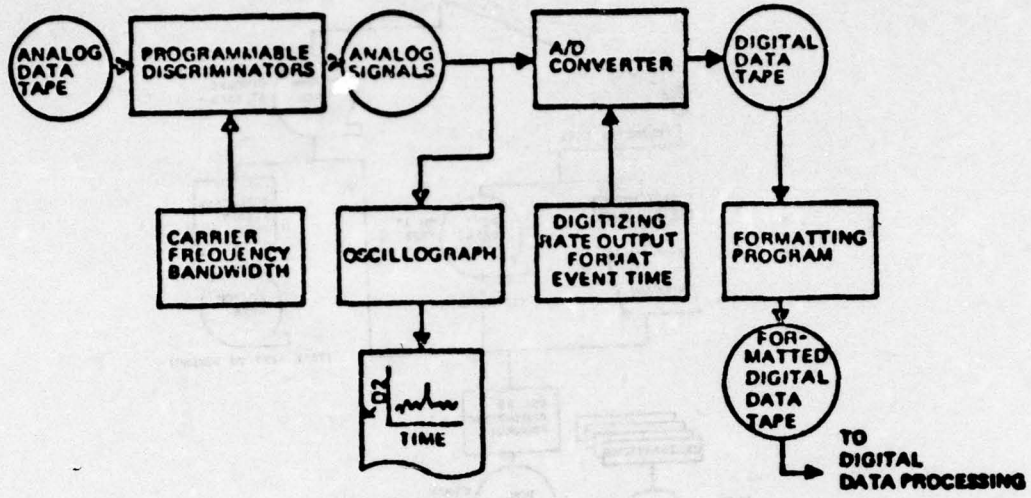 ANALOG
DATA
TAPE
PROGRAMMABLE
DISCRIMINATORS
ANALOG
SIGNALS
A/D
CONVERTER
DIGITAL
DATA
TAPE
CARRIER
FREQUENCY
BANDWIDTH
OSCILLOGRAPH
DIGITIZING
RATE OUTPUT
FORMAT
EVENT TIME
FORMATTING
PROGRAM
TIME
FOR-
MATTED
DIGITAL
DATA
TAPE
TO
DIGITAL
DATA PROCESSING